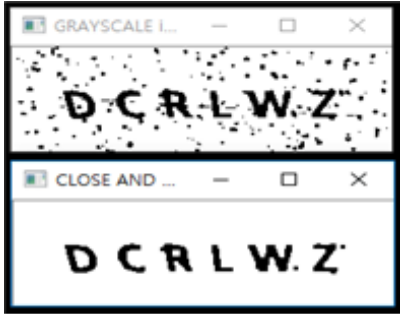 GRAYSCALE I...
D C R L W. Z
CLOSE AND ...
D C R L W. Z